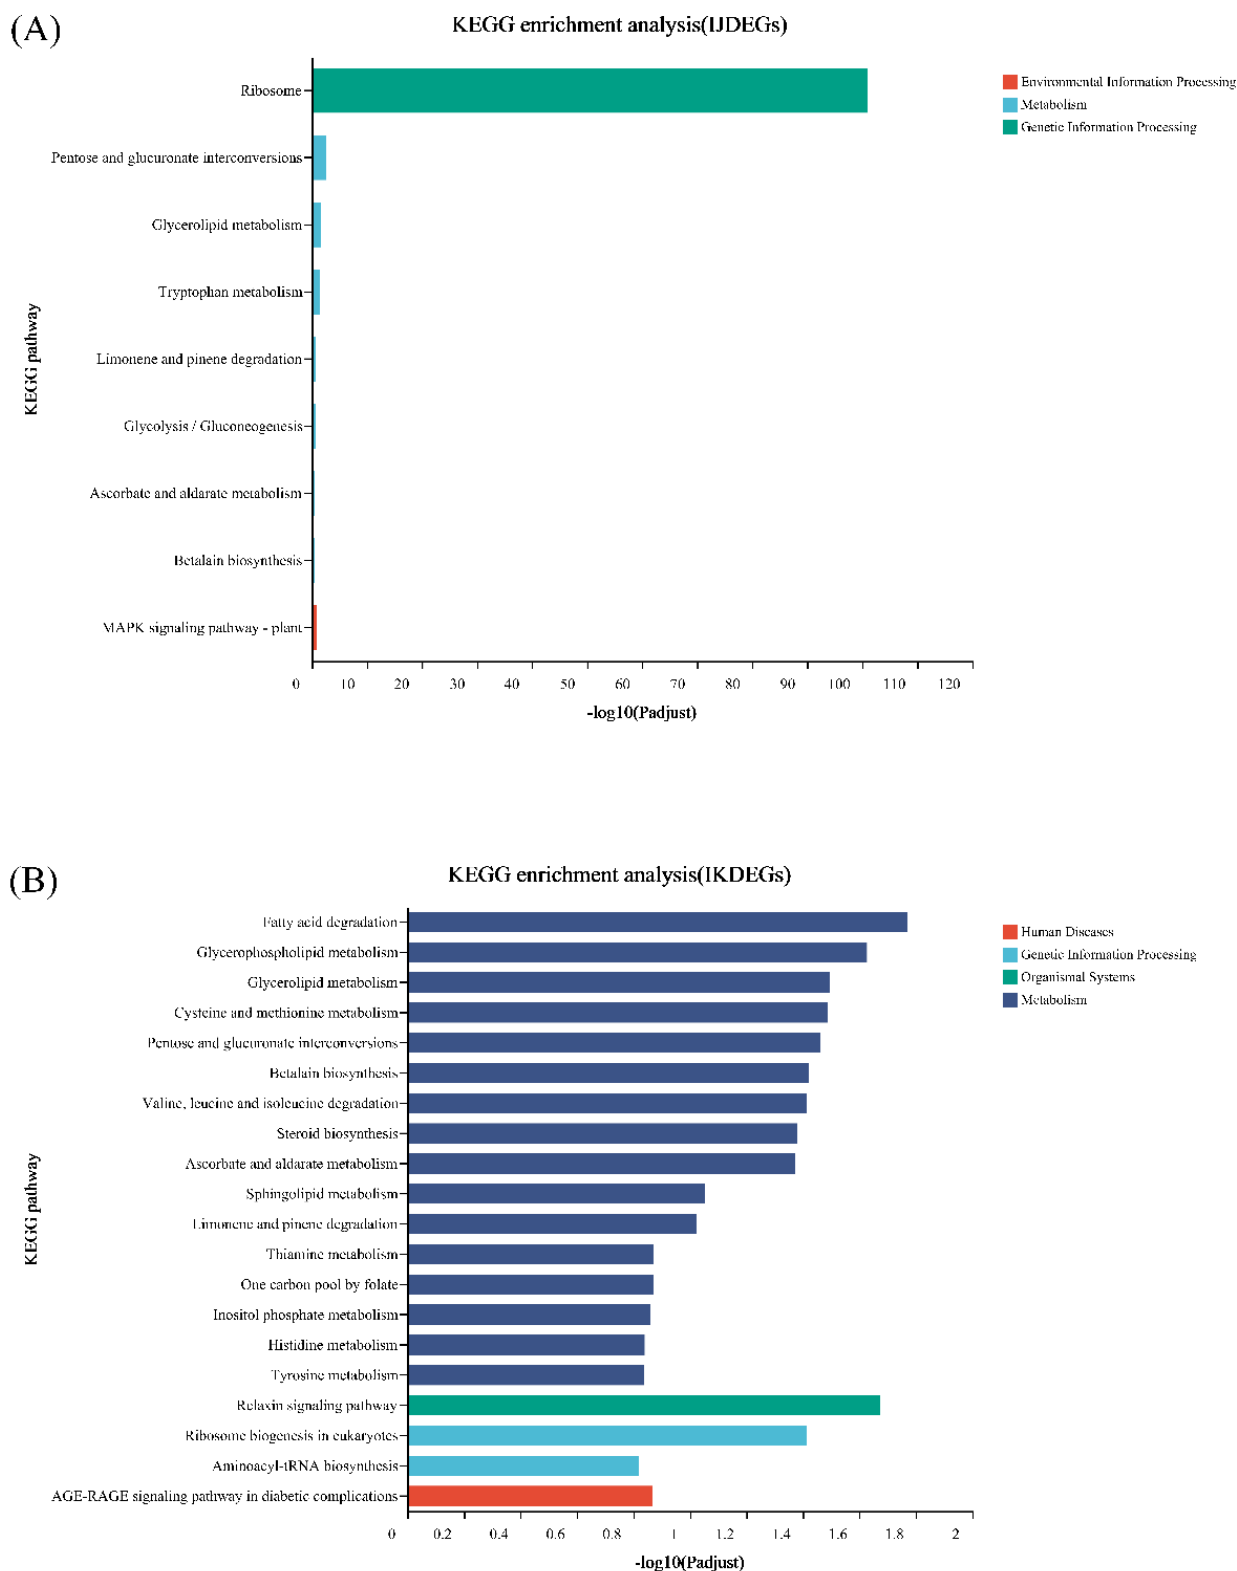 (A)
KEGG enrichment analysis(IJDEGs)
Ribosome
Pentose and glucuronate interconversions
Glycerolipid metabolism
Tryptophan metabolism
Limonene and pinene degradation
Glycolysis / Gluconeogenesis
Ascorbate and aldarate metabolism
Betalain biosynthesis
MAPK signaling pathway - plant
KEGG pathway
0 10 20 30 40 50 60 70 80 90 100 110 120
-log10(Padjust)
Environmental Information Processing
Metabolism
Genetic Information Processing
(B)
KEGG enrichment analysis(IKDEGs)
Fatty acid degradation
Glycerophospholipid metabolism
Glycerolipid metabolism
Cysteine and methionine metabolism
Pentose and glucuronate interconversions
Betalain biosynthesis
Valine, leucine and isoleucine degradation
Steroid biosynthesis
Ascorbate and aldarate metabolism
Sphingolipid metabolism
Limonene and pinene degradation
Thiamine metabolism
One carbon pool by folate
Inositol phosphate metabolism
Histidine metabolism
Tyrosine metabolism
Relaxin signaling pathway
Ribosome biogenesis in eukaryotes
Aminoacyl-tRNA biosynthesis
AGE-RAGE signaling pathway in diabetic complications
KEGG pathway
0 0.2 0.4 0.6 0.8 1 1.2 1.4 1.6 1.8 2
-log10(Padjust)
Human Diseases
Genetic Information Processing
Organismal Systems
Metabolism